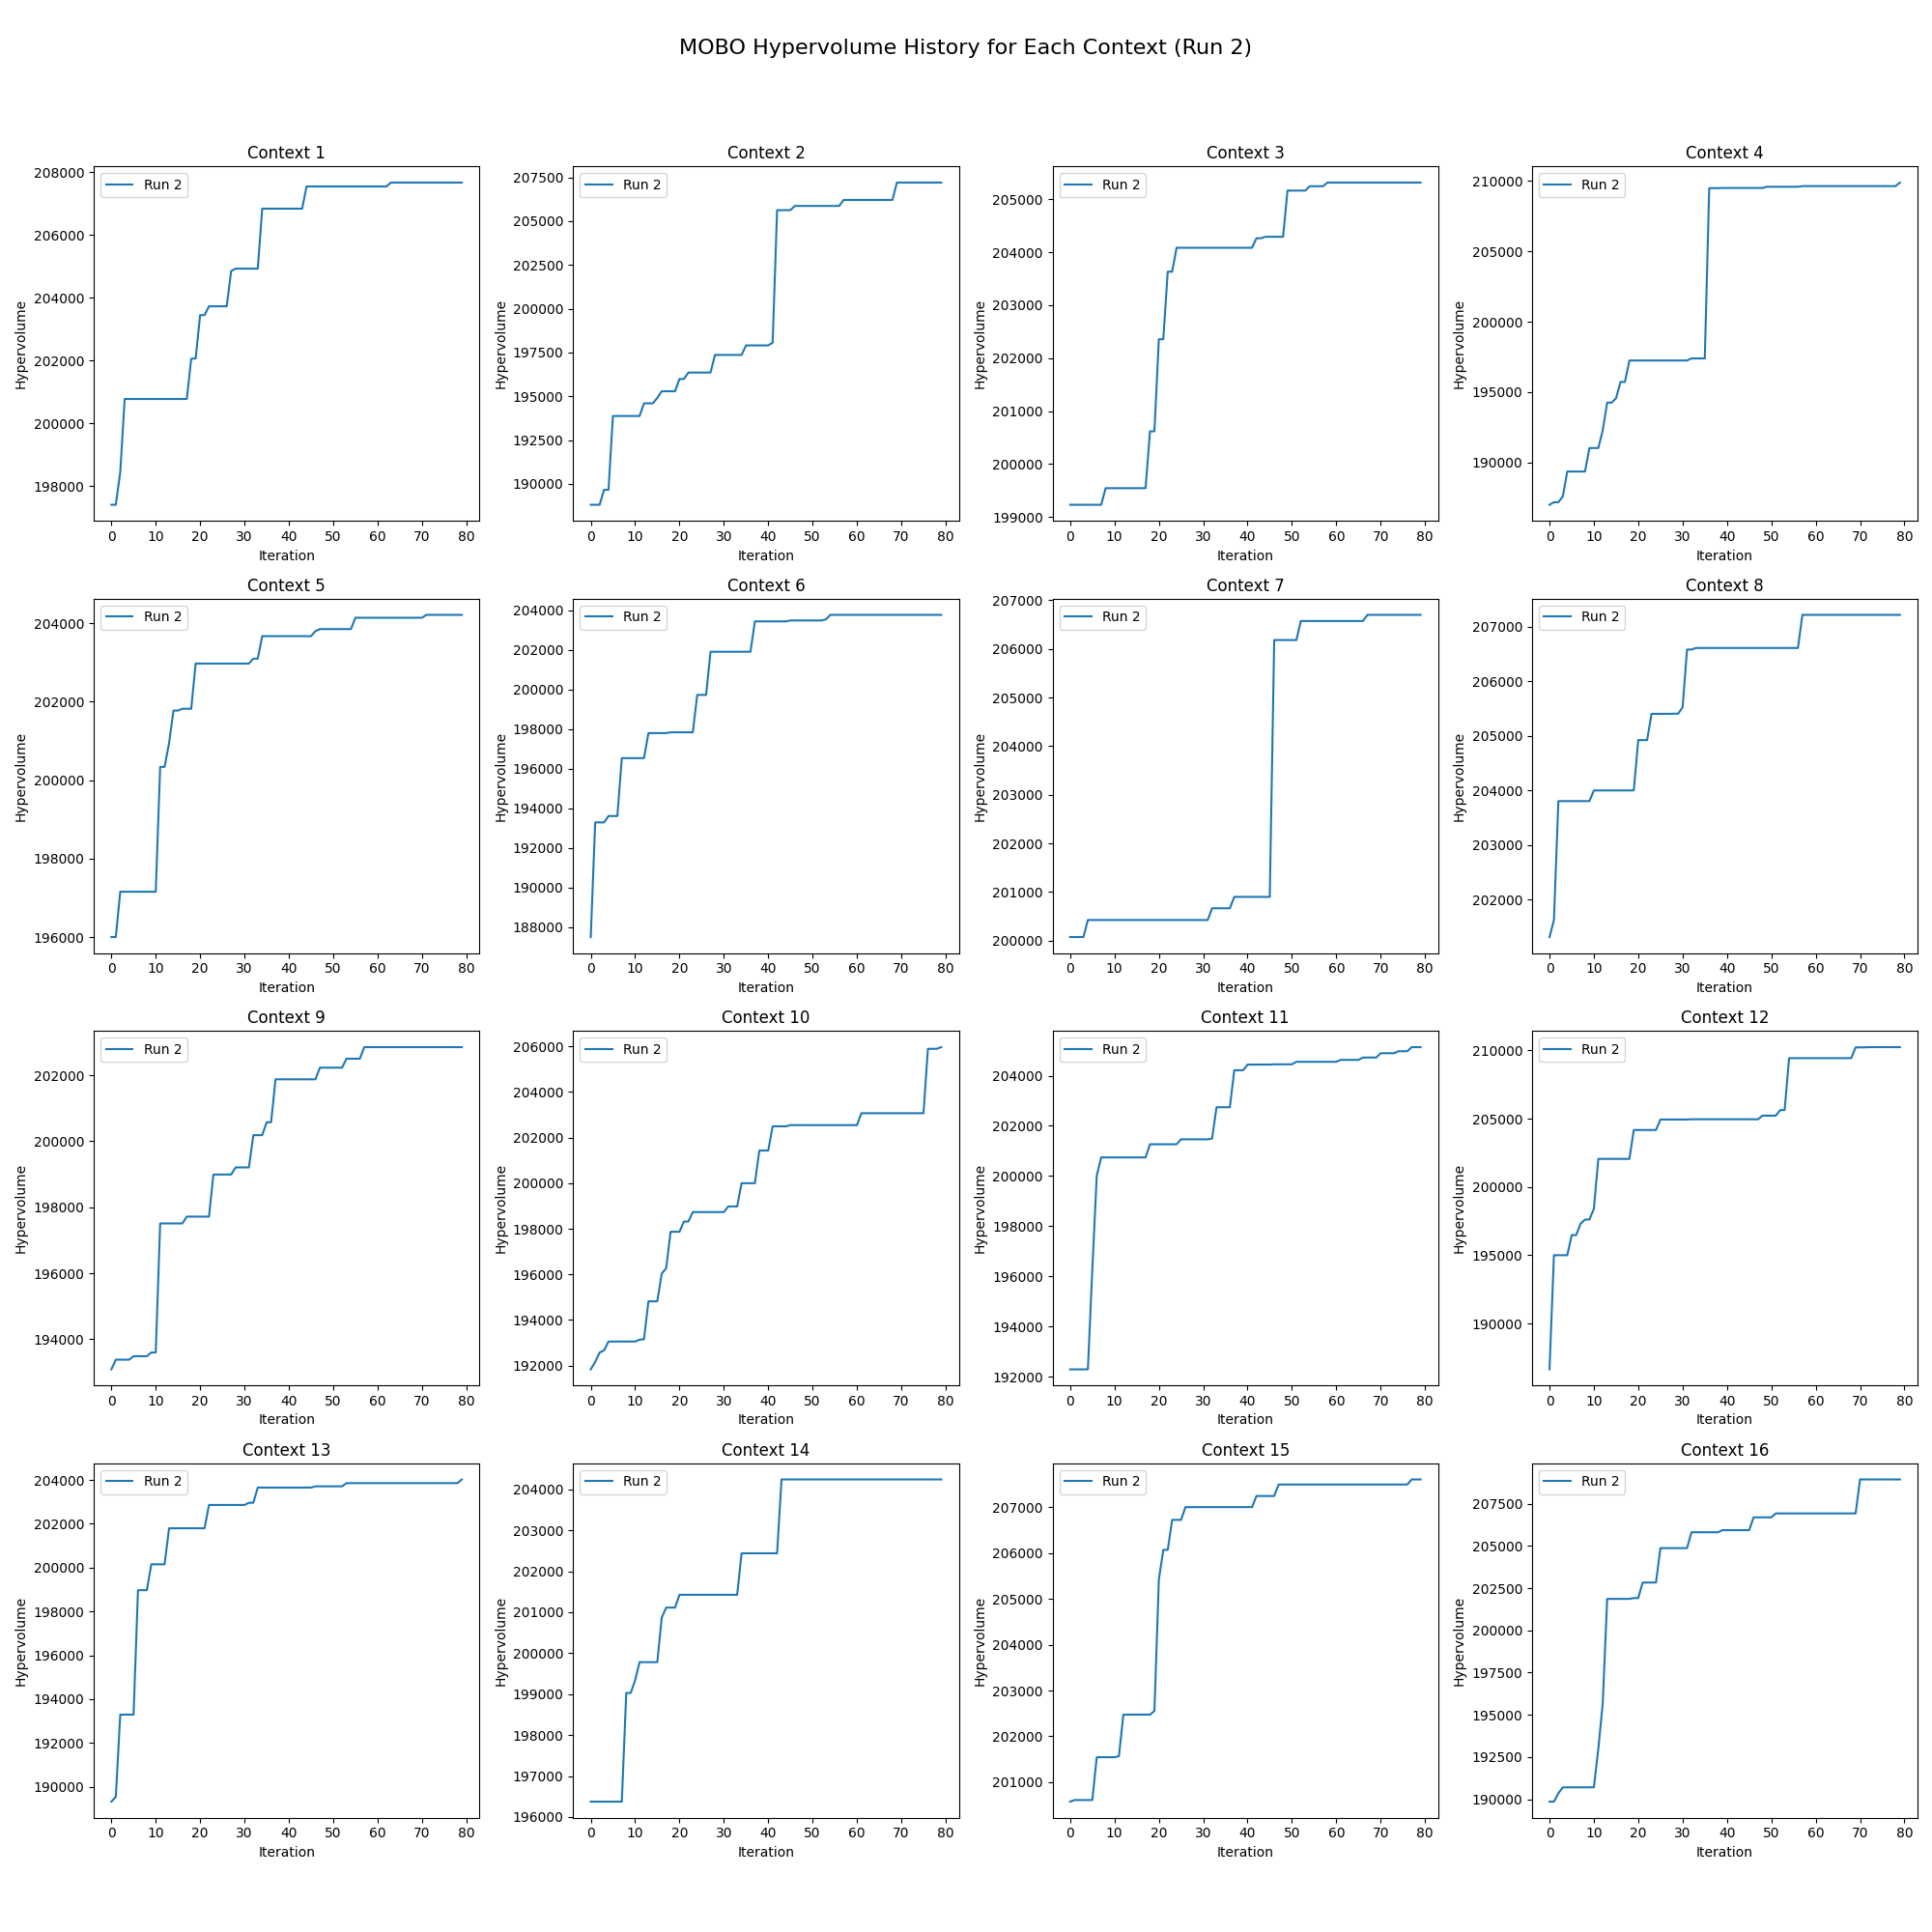 MOBO Hypervolume History for Each Context (Run 2)
Context 1
Run 2
208000
206000
204000
202000
200000
198000
Hypervolume
0 10 20 30 40 50 60 70 80
Iteration
Context 2
Run 2
207500
205000
202500
200000
197500
195000
192500
190000
Hypervolume
0 10 20 30 40 50 60 70 80
Iteration
Context 3
Run 2
205000
204000
203000
202000
201000
200000
199000
Hypervolume
0 10 20 30 40 50 60 70 80
Iteration
Context 4
Run 2
210000
205000
200000
195000
190000
Hypervolume
0 10 20 30 40 50 60 70 80
Iteration
Context 5
Run 2
204000
202000
200000
198000
196000
Hypervolume
0 10 20 30 40 50 60 70 80
Iteration
Context 6
Run 2
204000
202000
200000
198000
196000
194000
192000
190000
188000
Hypervolume
0 10 20 30 40 50 60 70 80
Iteration
Context 7
Run 2
207000
206000
205000
204000
203000
202000
201000
200000
Hypervolume
0 10 20 30 40 50 60 70 80
Iteration
Context 8
Run 2
207000
206000
205000
204000
203000
202000
Hypervolume
0 10 20 30 40 50 60 70 80
Iteration
Context 9
Run 2
202000
200000
198000
196000
194000
Hypervolume
0 10 20 30 40 50 60 70 80
Iteration
Context 10
Run 2
206000
204000
202000
200000
198000
196000
194000
192000
Hypervolume
0 10 20 30 40 50 60 70 80
Iteration
Context 11
Run 2
204000
202000
200000
198000
196000
194000
192000
Hypervolume
0 10 20 30 40 50 60 70 80
Iteration
Context 12
Run 2
210000
205000
200000
195000
190000
Hypervolume
0 10 20 30 40 50 60 70 80
Iteration
Context 13
Run 2
204000
202000
200000
198000
196000
194000
192000
190000
Hypervolume
0 10 20 30 40 50 60 70 80
Iteration
Context 14
Run 2
204000
203000
202000
201000
200000
199000
198000
197000
196000
Hypervolume
0 10 20 30 40 50 60 70 80
Iteration
Context 15
Run 2
207000
206000
205000
204000
203000
202000
201000
Hypervolume
0 10 20 30 40 50 60 70 80
Iteration
Context 16
Run 2
207500
205000
202500
200000
197500
195000
192500
190000
Hypervolume
0 10 20 30 40 50 60 70 80
Iteration